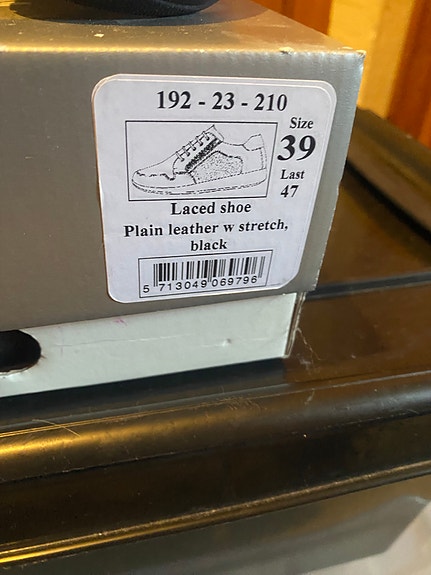 192 - 23 - 210
Size
39
Last
47
Laced shoe
Plain leather w stretch,
black
5 713049 069796